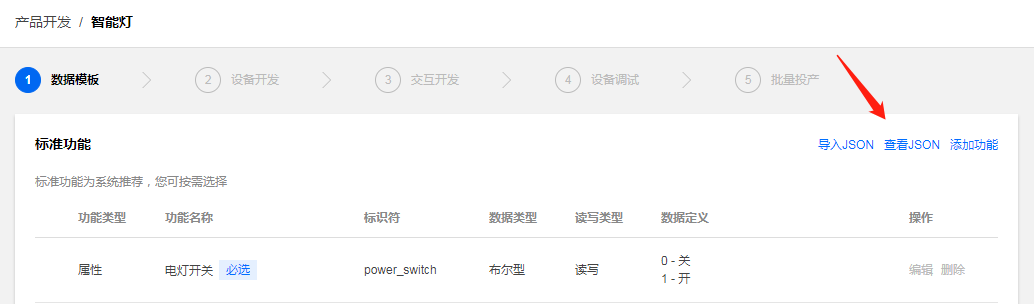 产品开发 / 智能灯
1 数据模板 2 设备开发 3 交互开发 4 设备调试 5 批量投产
标准功能 导入JSON 查看JSON 添加功能
标准功能为系统推荐，您可按需选择
功能类型 功能名称 标识符 数据类型 读写类型 数据定义 操作
属性 电灯开关 必选 power_switch 布尔型 读写 0 - 关 编辑 删除
1 - 开